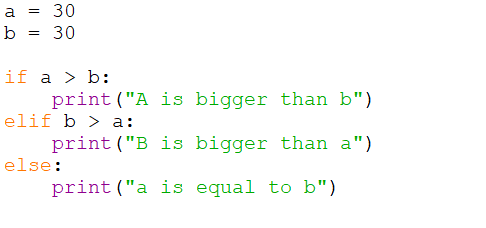 a = 30
b = 30

if a > b:
    print("A is bigger than b")
elif b > a:
    print("B is bigger than a")
else:
    print("a is equal to b")